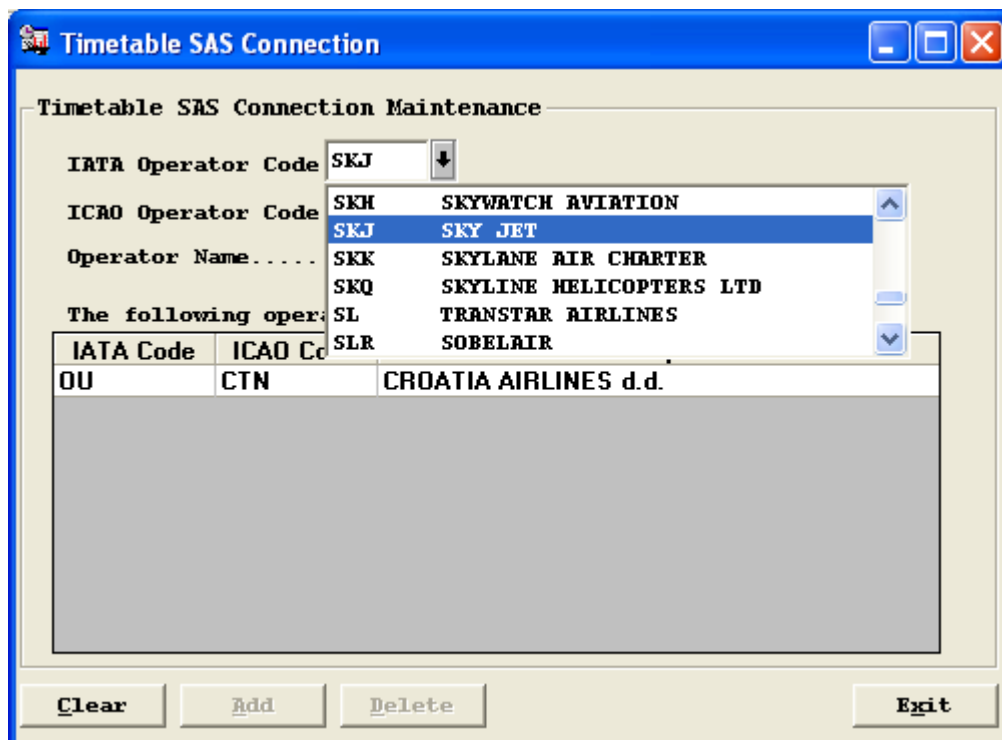 Timetable SAS Connection
Timetable SAS Connection Maintenance
IATA Operator Code SKJ
ICAO Operator Code
Operator Name.....
SKH SKYWATCH AVIATION
SKJ SKY JET
SKK SKYLANE AIR CHARTER
SKQ SKYLINE HELICOPTERS LTD
SL TRANSTAR AIRLINES
SLR SOBELAIR
The following
IATA Code ICAO
OU CTN CROATIA AIRLINES d.d.
Clear Add Delete Exit